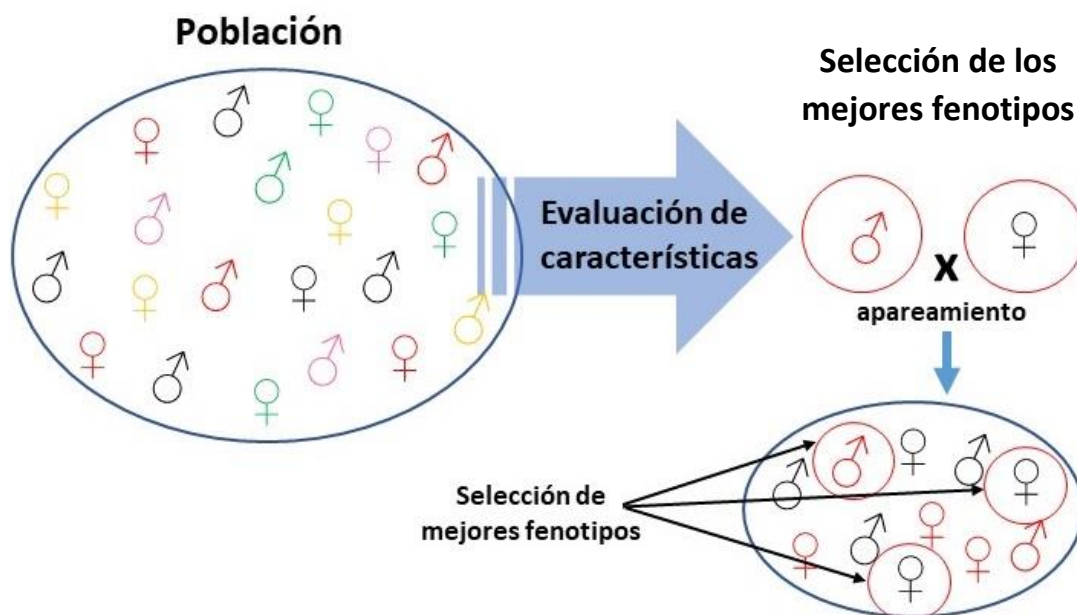 Población
Selección de los
mejores fenotipos
Evaluación de
características
x
apareamiento
Selección de
mejores fenotipos